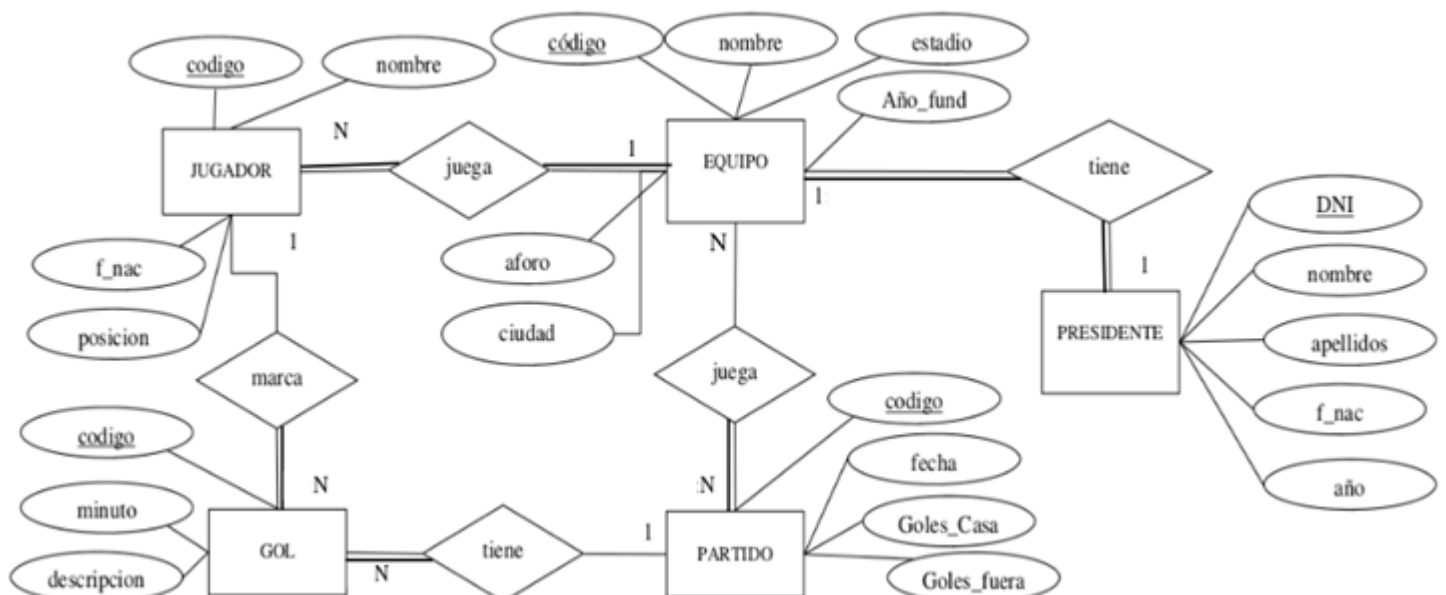 codigo
nombre
código
nombre
estadio
Año_fund
JUGADOR
N
juega
1
EQUIPO
1:
tiene
1
PRESIDENTE
DNI
nombre
apellidos
f_nac
año
f_nac
posicion
1
aforo
ciudad
N
juega
:N
marca
N
codigo
minuto
descripcion
GOL
N
tiene
1
PARTIDO
codigo
fecha
Goles_Casa
Goles_fuera